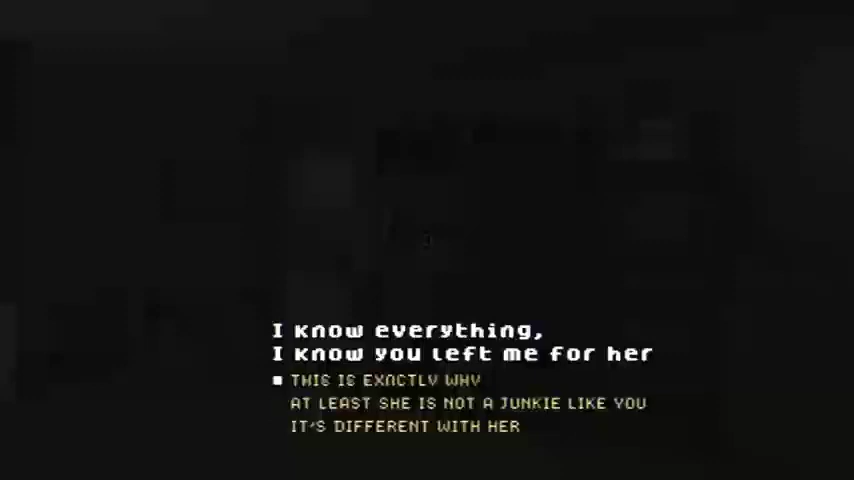 I know everything,
I know you left me for her
THIS IS EXACTLY WHY
AT LEAST SHE IS NOT A JUNKIE LIKE YOU
IT'S DIFFERENT WITH HER